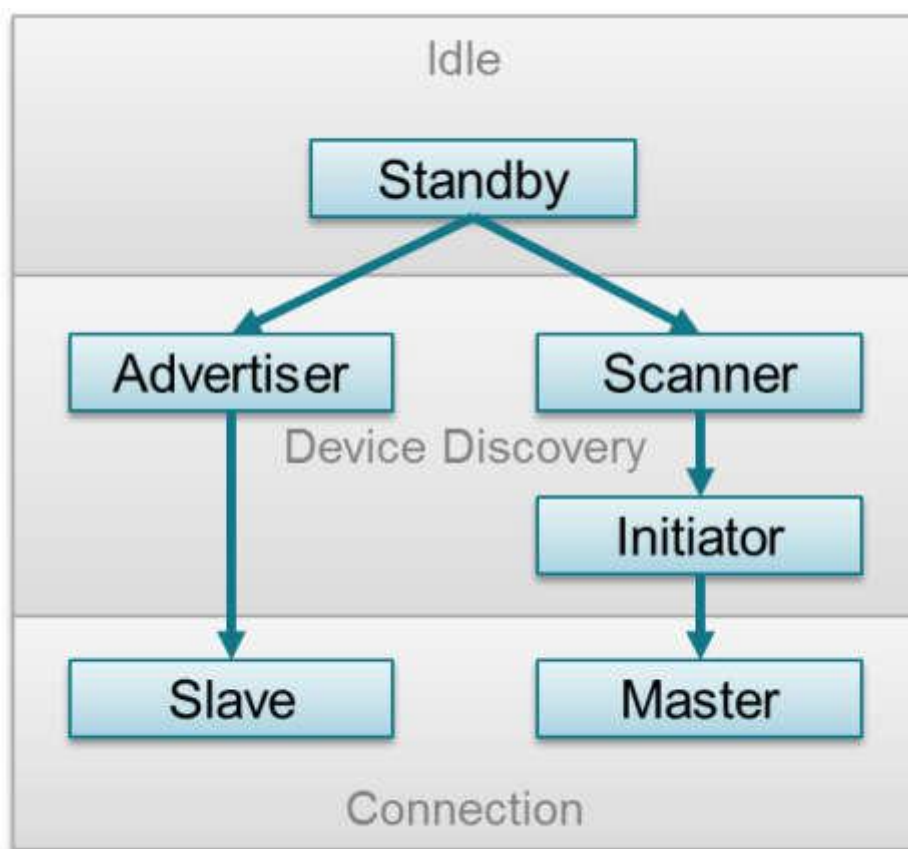 Idle
Standby
Advertiser
Scanner
Device Discovery
Initiator
Slave
Master
Connection